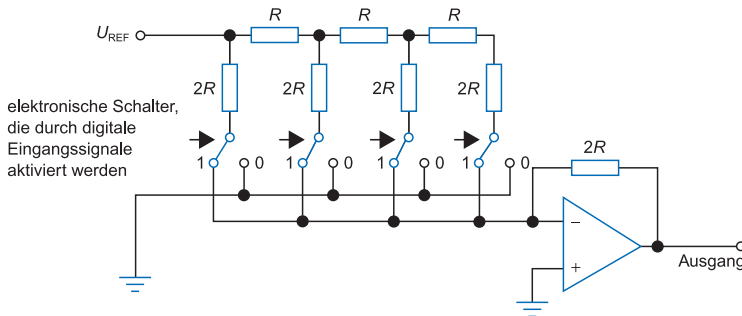 R R R
U_REF
2R 2R 2R 2R
elektronische Schalter,
die durch digitale
Eingangssignale
aktiviert werden
1 0 1 0 1 0 1 0
2R
−
+
Ausgang